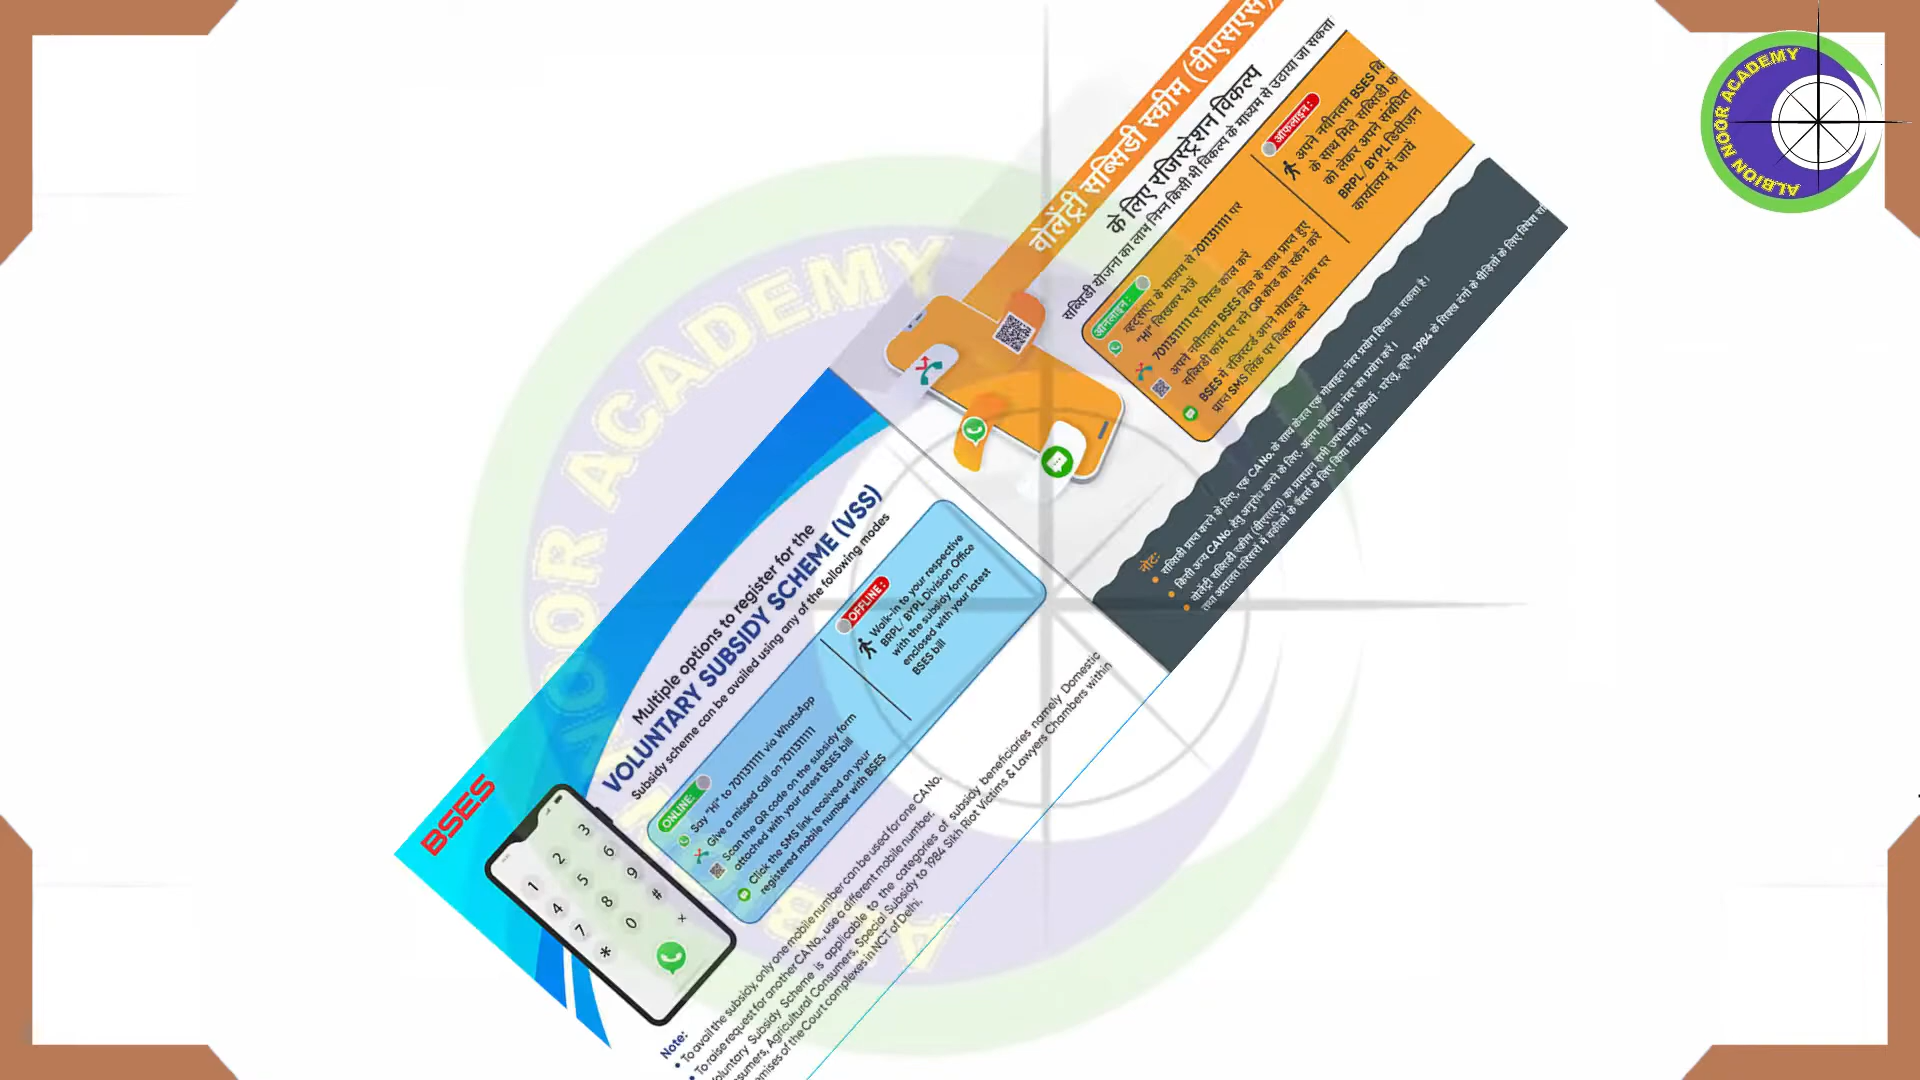 ALBION NOOR ACADEMY
NOOR ACADEMY
BSES
Multiple options to register for the
VOLUNTARY SUBSIDY SCHEME (VSS)
Subsidy scheme can be availed using any of the following modes
ONLINE:
Say "Hi" to 7011311111 via WhatsApp
Give a missed call on 7011311111
Scan the QR code on the subsidy form
attached with your latest BSES bill
Click the SMS link received on your
registered mobile number with BSES
OFFLINE:
Walk-in to your respective
BRPL/ BYPL Division Office
with the subsidy form
enclosed with your latest
BSES bill
1 2 3
4 5 6
7 8 9
* 0 #
×
Note:
• To avail the subsidy, only one mobile number can be used for one CA No.
• To raise request for another CA No., use a different mobile number.
• Voluntary Subsidy Scheme is applicable to the categories of subsidy beneficiaries namely Domestic
Consumers, Agricultural Consumers, Special Subsidy to 1984 Sikh Riot Victims & Lawyers Chambers within
of the Court complexes in NCT of Delhi.
वोलेंट्री सब्सिडी स्कीम (वीएसएस)
के लिए रजिस्ट्रेशन विकल्प
सब्सिडी योजना का लाभ निम्न किसी भी विकल्प के माध्यम से उठाया जा सकता
ऑनलाइन :
व्हट्सएप के माध्यम से 7011311111 पर
"Hi" लिखकर भेजें
7011311111 पर मिस्ड कॉल करें
अपने नवीनतम BSES बिल के साथ प्राप्त हुए
सब्सिडी फॉर्म पर बने QR कोड को स्कैन करें
BSES में रजिस्टर्ड अपने मोबाइल नंबर पर
प्राप्त SMS लिंक पर क्लिक करें
ऑफलाइन :
अपने नवीनतम BSES
के साथ मिले सब्सिडी
को लेकर अपने संबंधित
BRPL/ BYPL डिवीज़न
कार्यालय में जायें
नोट:
• सब्सिडी प्राप्त करने के लिए, एक CA No. के साथ केवल एक मोबाइल नंबर प्रयोग किया जा सकता है।
• किसी अन्य CA No. हेतु अनुरोध करने के लिए, अलग मोबाइल नंबर का प्रयोग करें।
• वोलेंट्री सब्सिडी स्कीम (वीएसएस) का प्रावधान सभी उपभोक्ता श्रेणियों - घरेलू, कृषि, 1984 के सिक्ख दंगों के पीड़ितों के लिए विशेष
तथा अदालत परिसरों में वकीलों के चैंबर्स के लिए किया गया है।